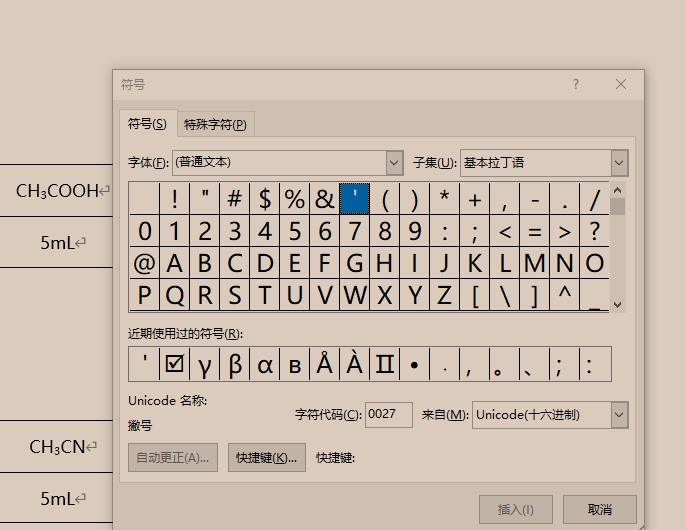 符号 ?
符号(S) 特殊字符(P)
字体(F): (普通文本) 子集(U): 基本拉丁语
CH₃COOH↵
5mL↵
! " # $ % & ' ( ) * + , - . /
0 1 2 3 4 5 6 7 8 9 : ; < = > ?
@ A B C D E F G H I J K L M N O
P Q R S T U V W X Y Z [ \ ] ^ _
近期使用过的符号(R):
' ☑ γ β α в Å À Ⅱ • · , 。 、 ; :
Unicode 名称:
撇号
字符代码(C): 0027 来自(M): Unicode(十六进制)
CH₃CN↵
自动更正(A)... 快捷键(K)... 快捷键:
5mL↵
插入(I) 取消